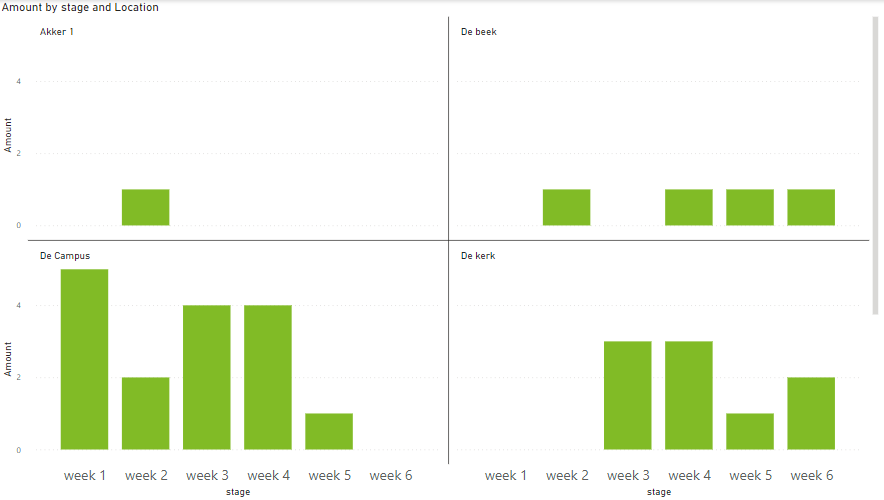 Amount by stage and Location
Akker 1
De beek
4
2
0
Amount
De Campus
De kerk
4
2
0
Amount
week 1 week 2 week 3 week 4 week 5 week 6
week 1 week 2 week 3 week 4 week 5 week 6
stage
stage